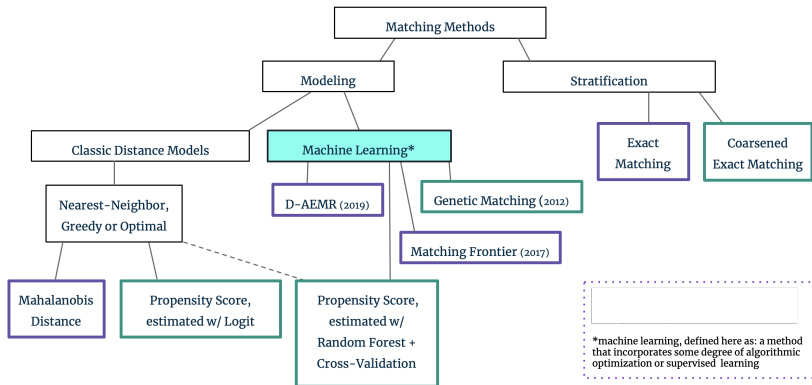 Matching Methods
Modeling
Stratification
Classic Distance Models
Machine Learning*
Exact
Matching
Coarsened
Exact Matching
Nearest-Neighbor,
Greedy or Optimal
D-AEMR (2019)
Genetic Matching (2012)
Matching Frontier (2017)
Mahalanobis
Distance
Propensity Score,
estimated w/ Logit
Propensity Score,
estimated w/
Random Forest +
Cross-Validation
*machine learning, defined here as: a method
that incorporates some degree of algorithmic
optimization or supervised learning